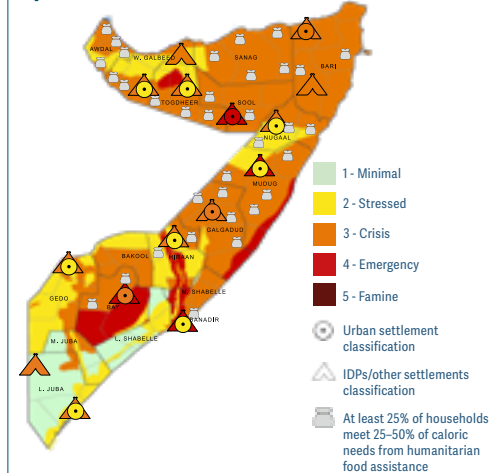 AWDAL
W. GALBEED
SANAG
BARI
TOGDHEER
SOOL
NUGAAL
MUDUG
GALGADUD
BAKOOL
HIRAAN
GEDO
BAY
M. SHABELLE
BANADIR
M. JUBA
L. SHABELLE
L. JUBA
1 - Minimal
2 - Stressed
3 - Crisis
4 - Emergency
5 - Famine
Urban settlement
classification
IDPs/other settlements
classification
At least 25% of households
meet 25–50% of caloric
needs from humanitarian
food assistance